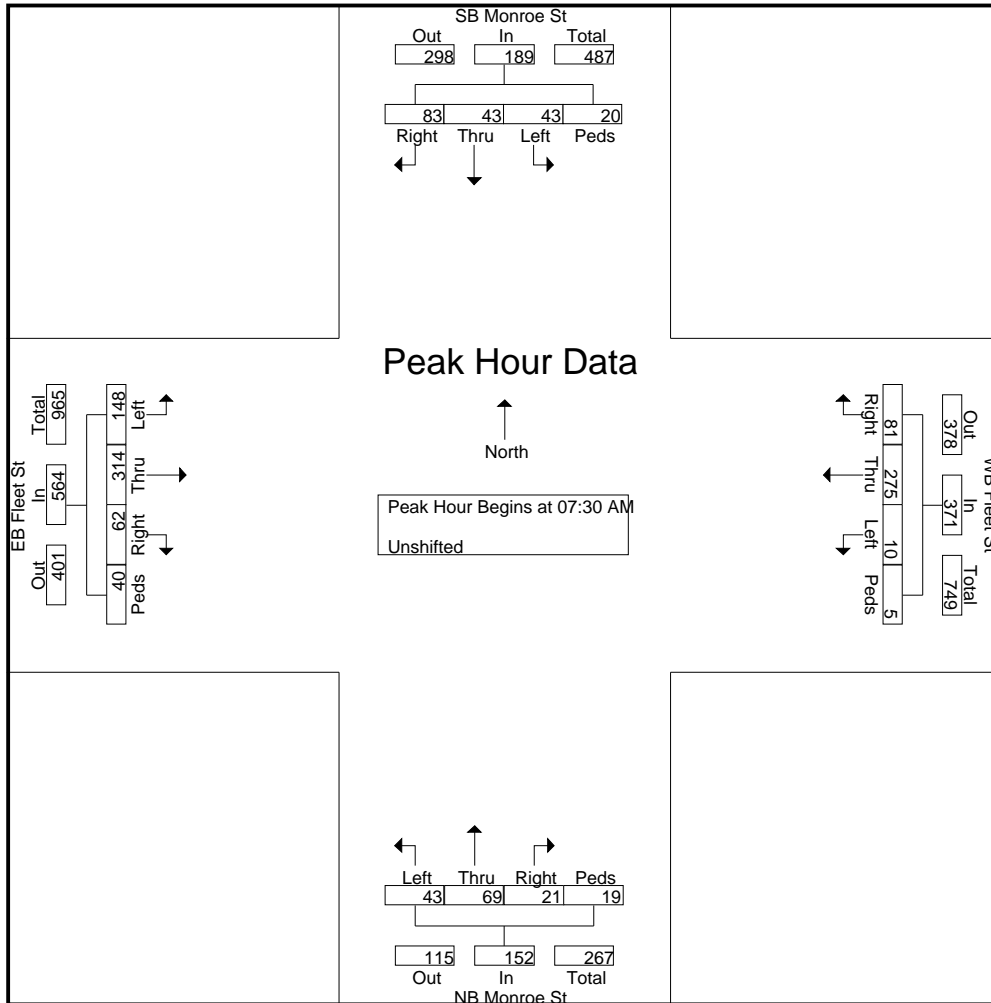 SB Monroe St
Out In Total
298 189 487
83 43 43 20
Right Thru Left Peds
Peak Hour Data
North
Peak Hour Begins at 07:30 AM
Unshifted
EB Fleet St
Total In Out
965 564 401
148 314 62 40
Left Thru Right Peds
WB Fleet St
Out In Total
378 371 749
81 275 10 5
Right Thru Left Peds
Left Thru Right Peds
43 69 21 19
115 152 267
Out In Total
NB Monroe St